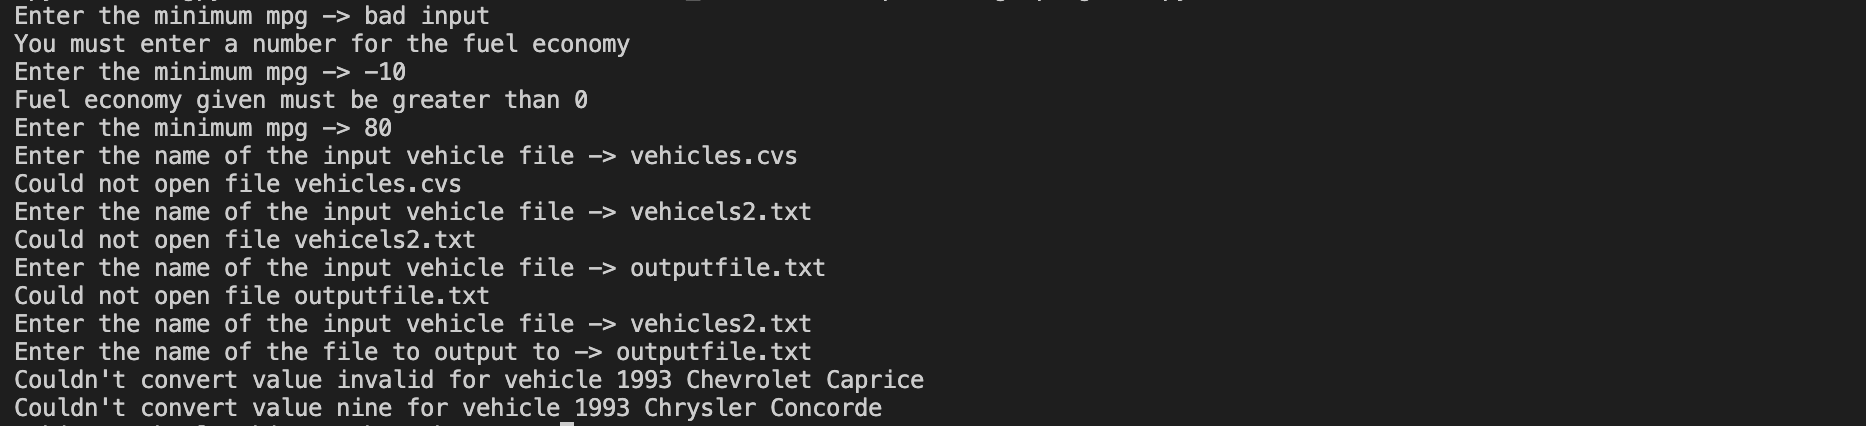 Enter the minimum mpg -> bad input
You must enter a number for the fuel economy
Enter the minimum mpg -> -10
Fuel economy given must be greater than 0
Enter the minimum mpg -> 80
Enter the name of the input vehicle file -> vehicles.cvs
Could not open file vehicles.cvs
Enter the name of the input vehicle file -> vehicels2.txt
Could not open file vehicels2.txt
Enter the name of the input vehicle file -> outputfile.txt
Could not open file outputfile.txt
Enter the name of the input vehicle file -> vehicles2.txt
Enter the name of the file to output to -> outputfile.txt
Couldn't convert value invalid for vehicle 1993 Chevrolet Caprice
Couldn't convert value nine for vehicle 1993 Chrysler Concorde